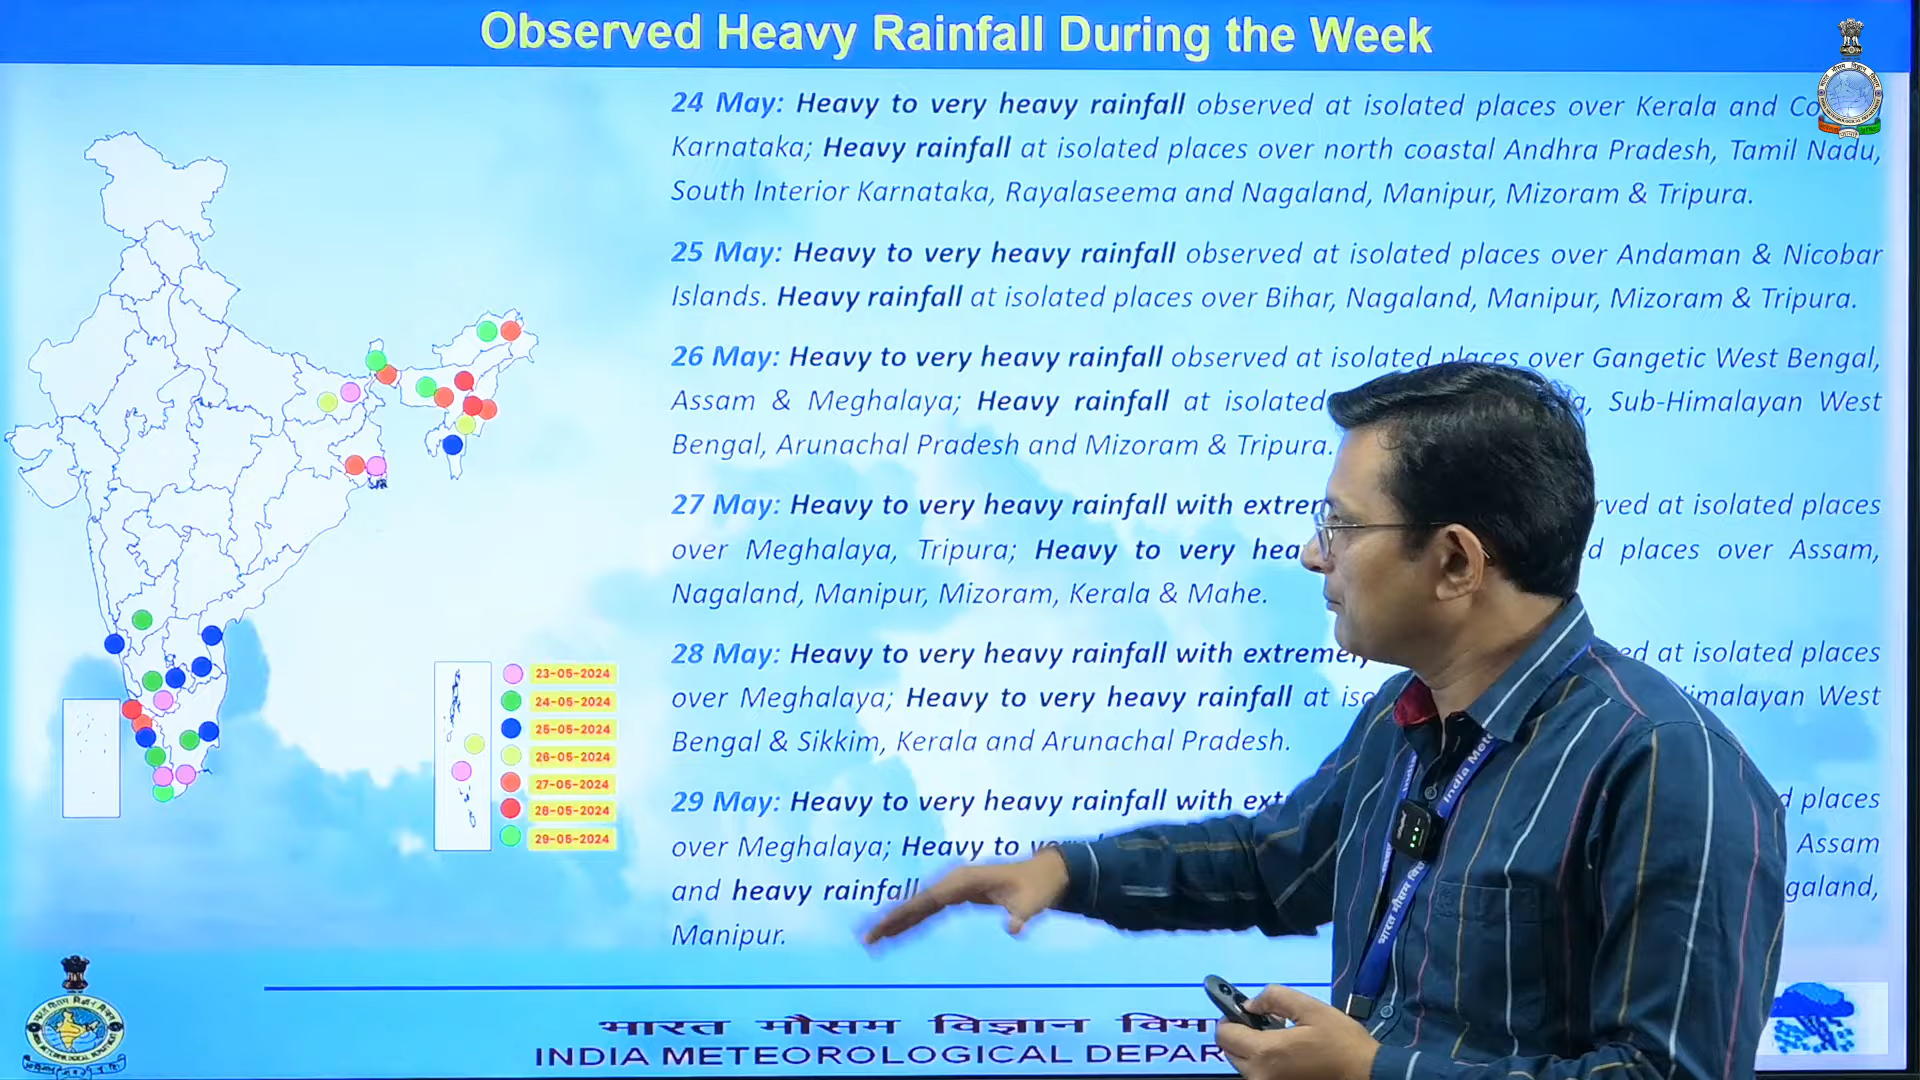 Observed Heavy Rainfall During the Week
24 May: Heavy to very heavy rainfall observed at isolated places over Kerala and Co
Karnataka; Heavy rainfall at isolated places over north coastal Andhra Pradesh, Tamil Nadu,
South Interior Karnataka, Rayalaseema and Nagaland, Manipur, Mizoram & Tripura.
25 May: Heavy to very heavy rainfall observed at isolated places over Andaman & Nicobar
Islands. Heavy rainfall at isolated places over Bihar, Nagaland, Manipur, Mizoram & Tripura.
26 May: Heavy to very heavy rainfall observed at isolated places over Gangetic West Bengal,
Assam & Meghalaya; Heavy rainfall at isolated Sub-Himalayan West
Bengal, Arunachal Pradesh and Mizoram & Tripura.
27 May: Heavy to very heavy rainfall with extrem rved at isolated places
over Meghalaya, Tripura; Heavy to very hea d places over Assam,
Nagaland, Manipur, Mizoram, Kerala & Mahe.
28 May: Heavy to very heavy rainfall with extremely ed at isolated places
over Meghalaya; Heavy to very heavy rainfall at iso imalayan West
Bengal & Sikkim, Kerala and Arunachal Pradesh.
29 May: Heavy to very heavy rainfall with ext d places
over Meghalaya; Heavy to Assam
and heavy rainfall galand,
Manipur.
23-05-2024
24-05-2024
25-05-2024
26-05-2024
27-05-2024
28-05-2024
29-05-2024
भारत मौसम विज्ञान विभा
INDIA METEOROLOGICAL DEPAR
India Mete
भारत मौसम वि